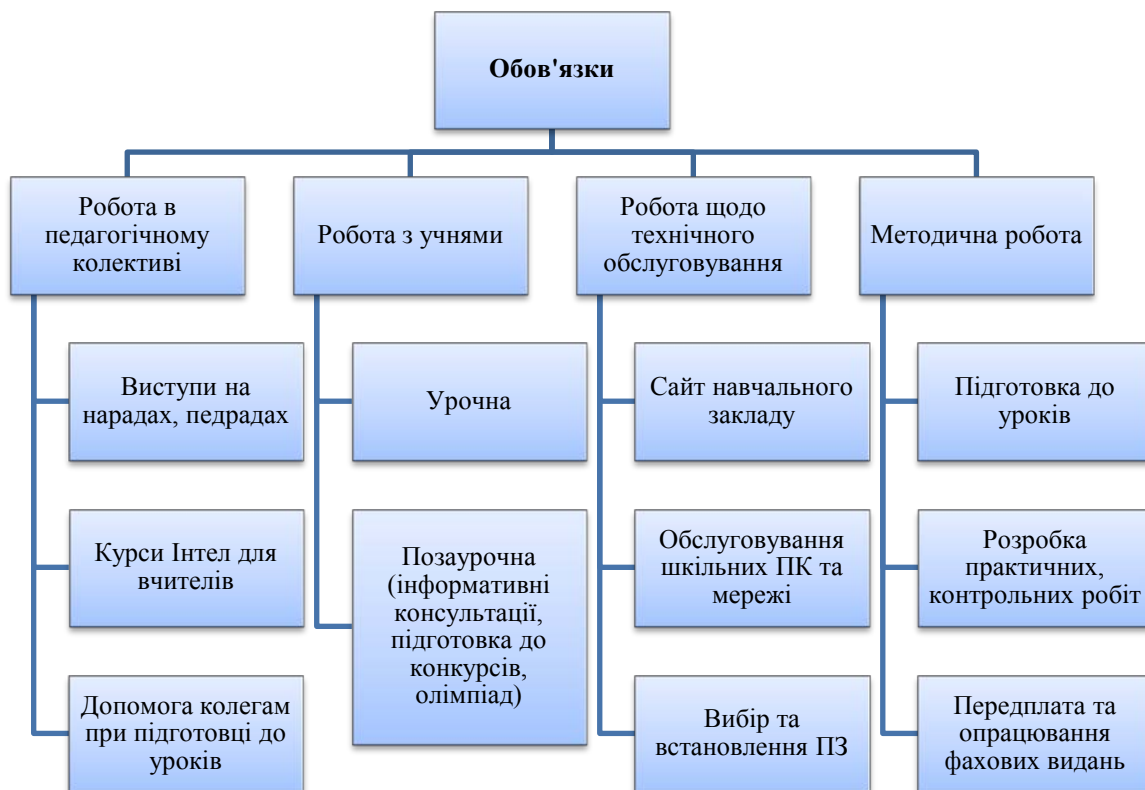 Обов'язки
Робота в
педагогічному
колективі
Виступи на
нарадах, педрадах
Курси Інтел для
вчителів
Допомога колегам
при підготовці до
уроків
Робота з учнями
Урочна
Позаурочна
(інформативні
консультації,
підготовка до
конкурсів,
олімпіад)
Робота щодо
технічного
обслуговування
Сайт навчального
закладу
Обслуговування
шкільних ПК та
мережі
Вибір та
встановлення ПЗ
Методична робота
Підготовка до
уроків
Розробка
практичних,
контрольних робіт
Передплата та
опрацювання
фахових видань